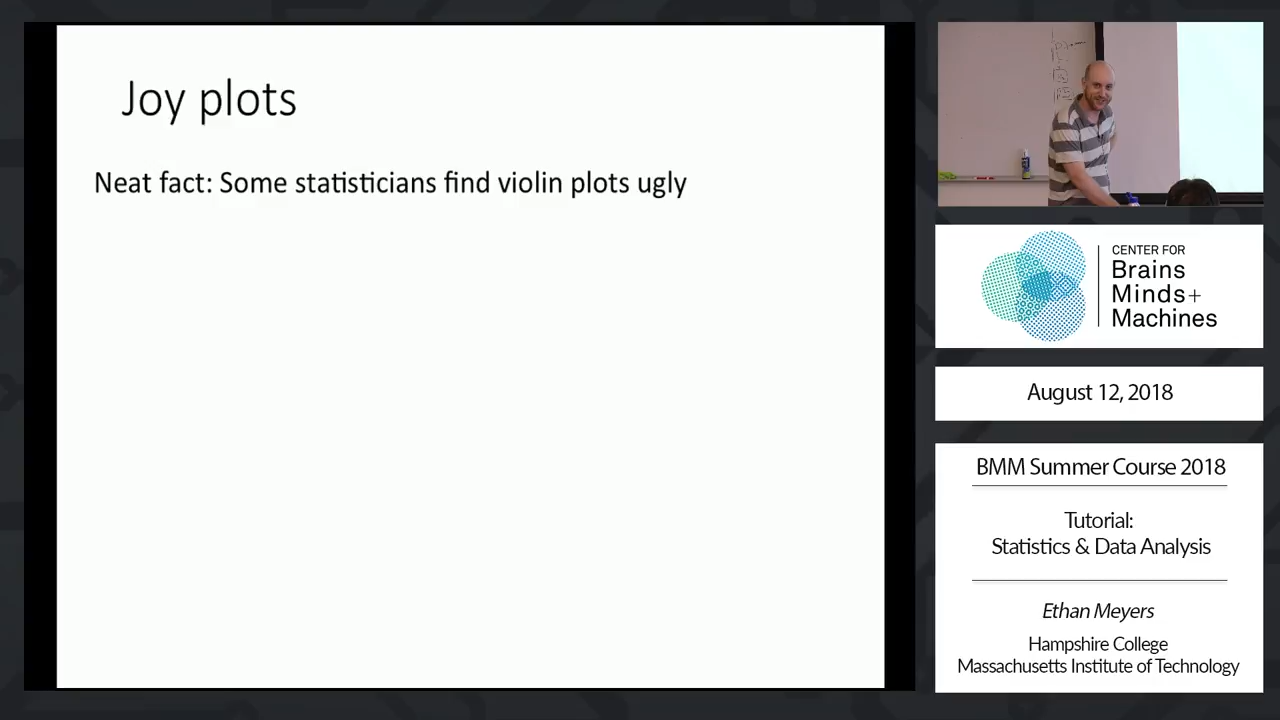 Joy plots
Neat fact: Some statisticians find violin plots ugly
CENTER FOR
Brains
Minds+
Machines
August 12, 2018
BMM Summer Course 2018
Tutorial:
Statistics & Data Analysis
Ethan Meyers
Hampshire College
Massachusetts Institute of Technology